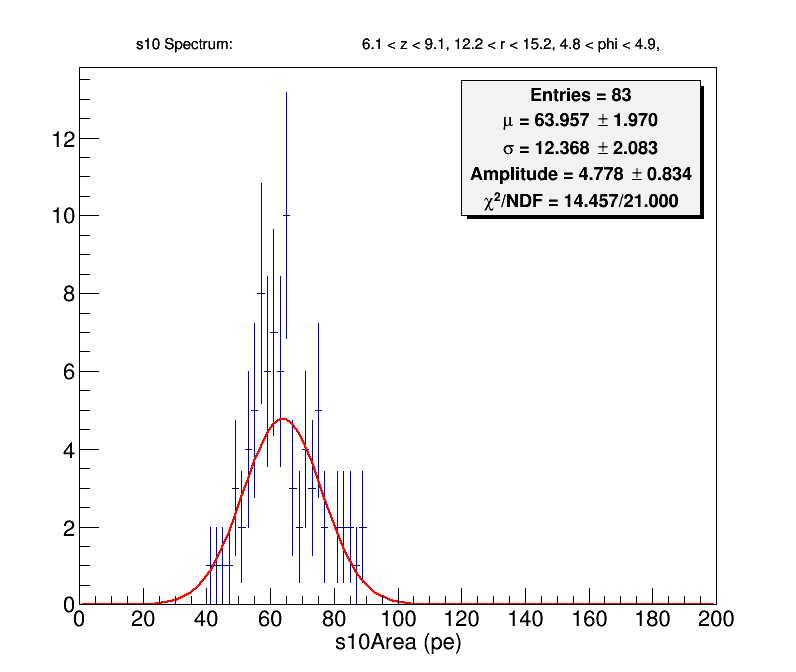 s10 Spectrum: 6.1 < z < 9.1, 12.2 < r < 15.2, 4.8 < phi < 4.9,
Entries = 83
μ = 63.957 ± 1.970
σ = 12.368 ± 2.083
Amplitude = 4.778 ± 0.834
χ²/NDF = 14.457/21.000
12
10
8
6
4
2
0
0 20 40 60 80 100 120 140 160 180 200
s10Area (pe)